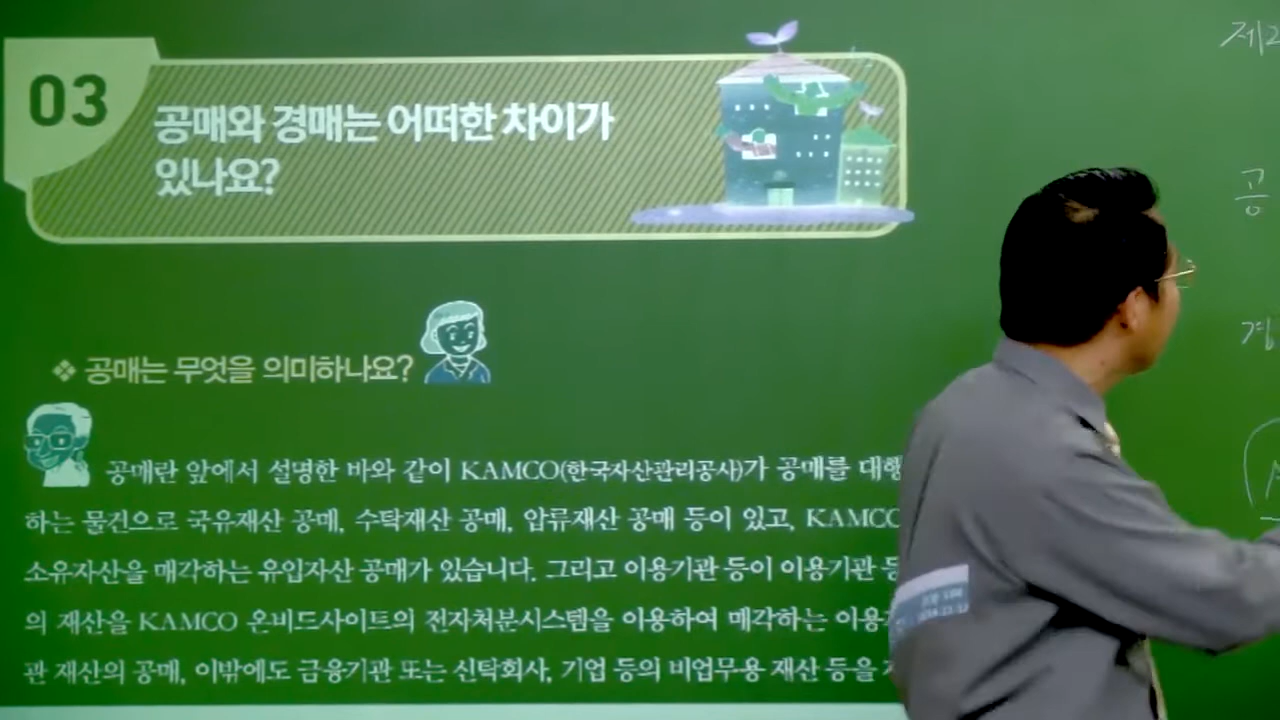 03
공매와 경매는 어떠한 차이가
있나요?
❖ 공매는 무엇을 의미하나요?
공매란 앞에서 설명한 바와 같이 KAMCO(한국자산관리공사)가 공매를 대행
하는 물건으로 국유재산 공매, 수탁재산 공매, 압류재산 공매 등이 있고, KAMCO
소유자산을 매각하는 유입자산 공매가 있습니다. 그리고 이용기관 등이 이용기관
의 재산을 KAMCO 온비드사이트의 전자처분시스템을 이용하여 매각하는 이용
관 재산의 공매, 이밖에도 금융기관 또는 신탁회사, 기업 등의 비업무용 재산 등을
제2
공
경